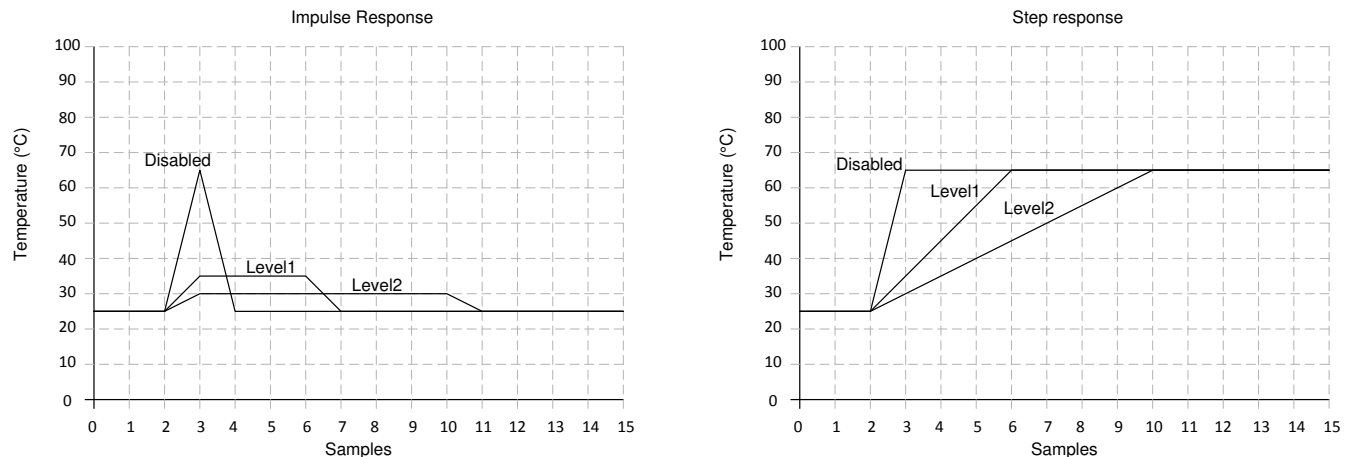 Impulse Response
100
90
80
70
60
50
40
30
20
10
0
Temperature (°C)
Disabled
Level1
Level2
0 1 2 3 4 5 6 7 8 9 10 11 12 13 14 15
Samples
Step response
100
90
80
70
60
50
40
30
20
10
0
Temperature (°C)
Disabled
Level1
Level2
0 1 2 3 4 5 6 7 8 9 10 11 12 13 14 15
Samples